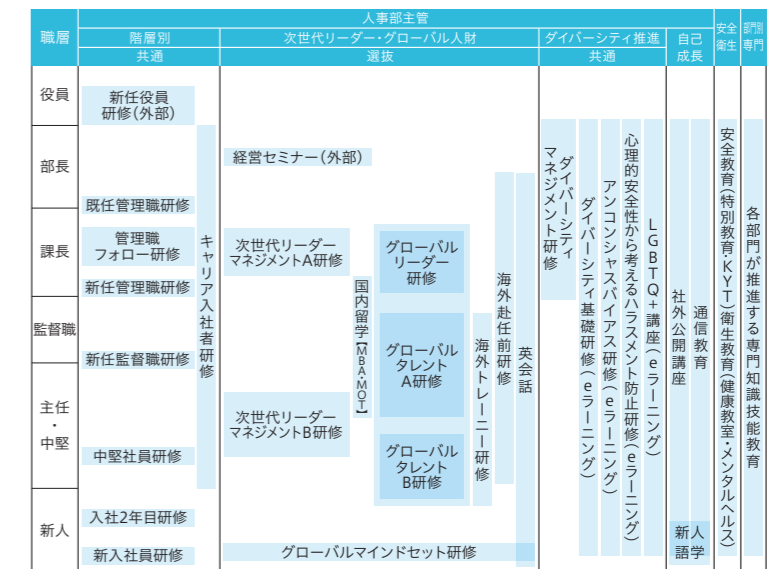 人事部主管
職層
階層別
次世代リーダー・グローバル人財
ダイバーシティ推進
自己
成長
安全
衛生
部門別
専門
共通
選抜
共通
役員
部長
課長
監督職
主任
・
中堅
新人
新任役員
研修(外部)
既任管理職研修
管理職
フォロー研修
新任管理職研修
新任監督職研修
中堅社員研修
入社2年目研修
新入社員研修
キャリア入社者研修
経営セミナー(外部)
次世代リーダー
マネジメントA研修
次世代リーダー
マネジメントB研修
国内留学【MBA・MOT】
グローバル
リーダー
研修
グローバル
タレント
A研修
グローバル
タレント
B研修
海外トレーニー研修
海外赴任前研修
英会話
グローバルマインドセット研修
ダイバーシティ
マネジメント研修
ダイバーシティ基礎研修(eラーニング)
アンコンシャスバイアス研修(eラーニング)
心理的安全性から考えるハラスメント防止研修(eラーニング)
LGBTQ+講座(eラーニング)
社外公開講座
通信教育
新人
語学
安全教育(特別教育・KYT)衛生教育(健康教室・メンタルヘルス)
各部門が推進する専門知識技能教育